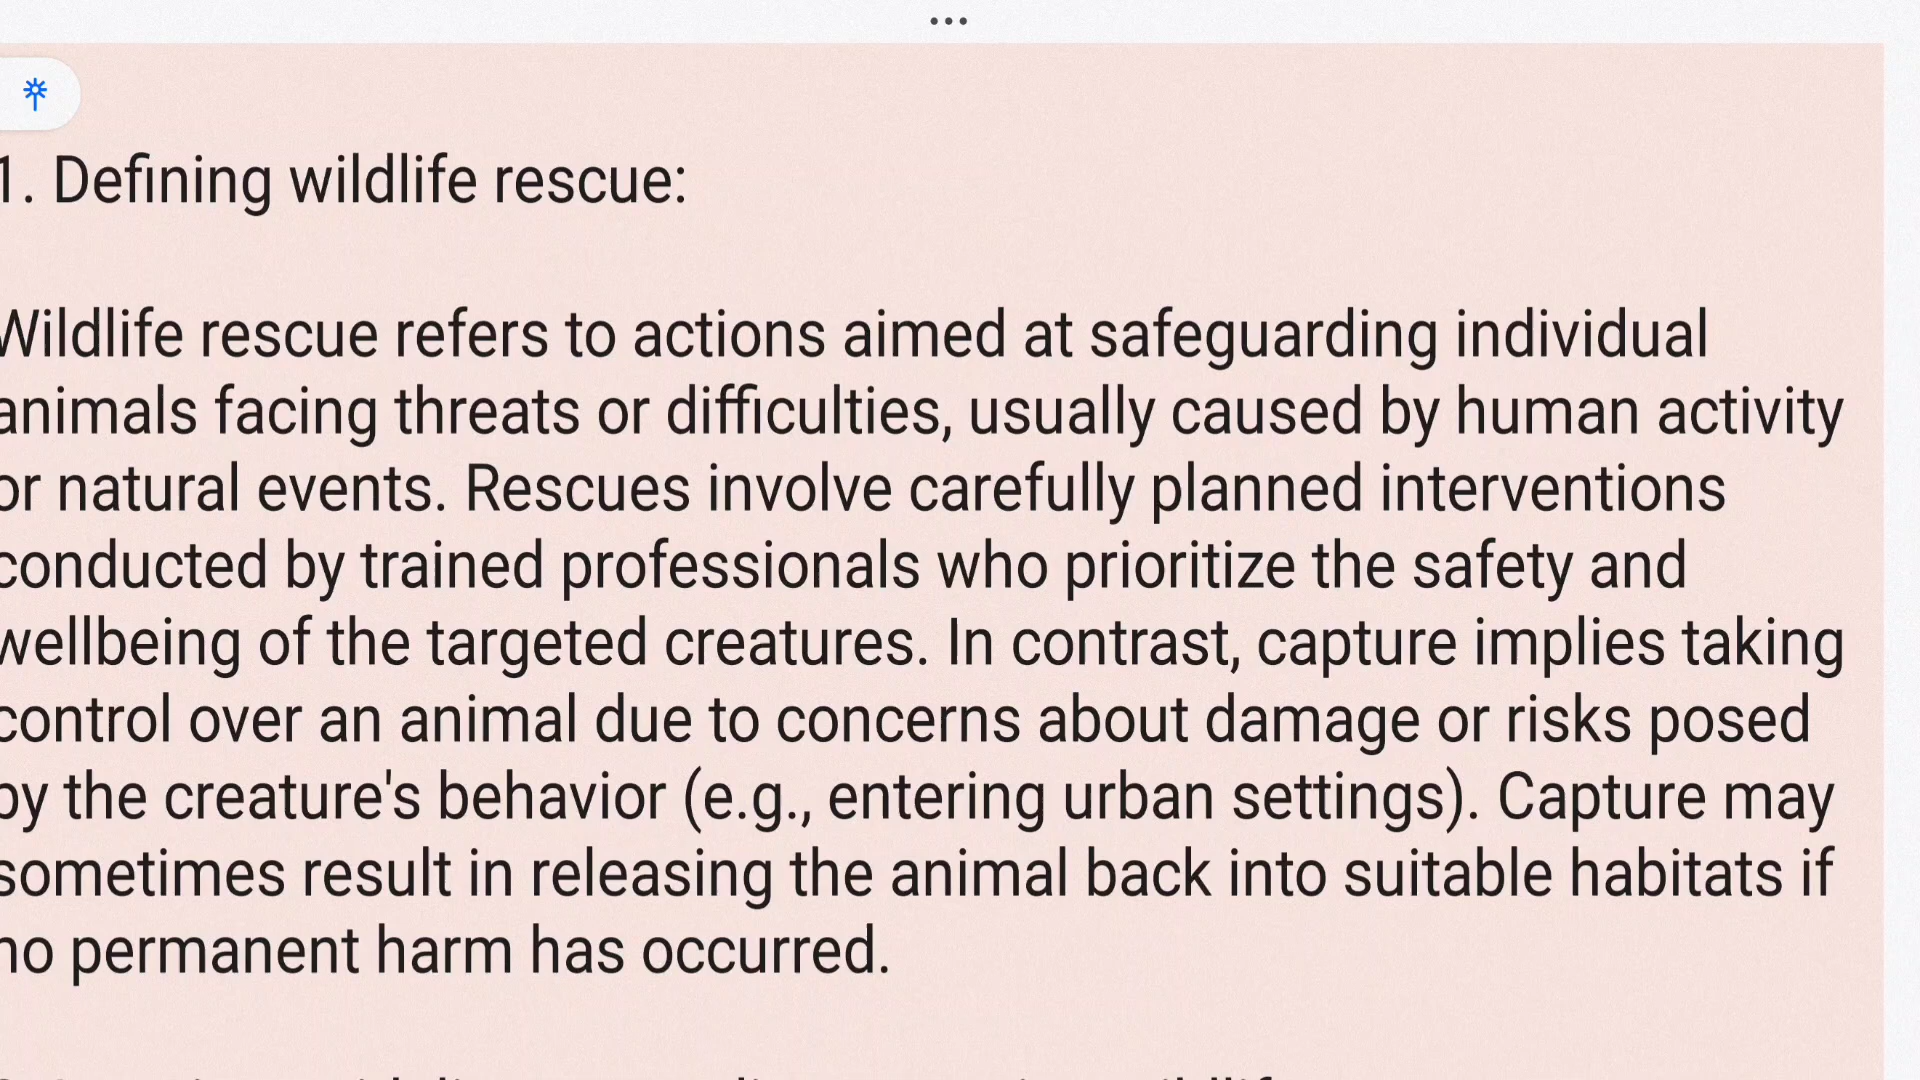 1. Defining wildlife rescue:
Wildlife rescue refers to actions aimed at safeguarding individual
animals facing threats or difficulties, usually caused by human activity
or natural events. Rescues involve carefully planned interventions
conducted by trained professionals who prioritize the safety and
wellbeing of the targeted creatures. In contrast, capture implies taking
control over an animal due to concerns about damage or risks posed
by the creature's behavior (e.g., entering urban settings). Capture may
sometimes result in releasing the animal back into suitable habitats if
no permanent harm has occurred.